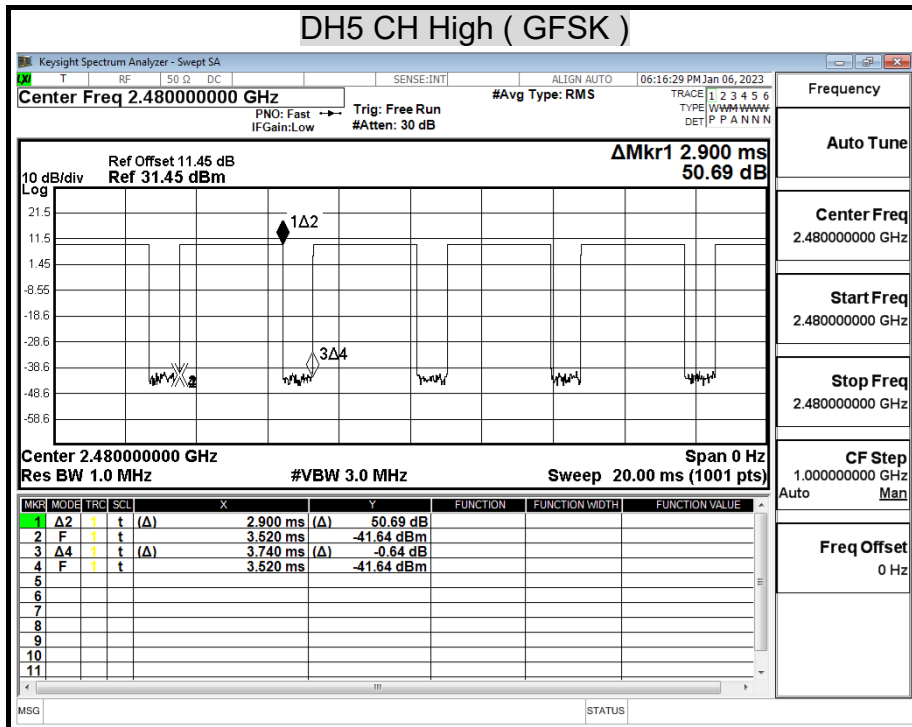 DH5 CH High ( GFSK )
Keysight Spectrum Analyzer - Swept SA
LXI T RF 50 Ω DC SENSE:INT ALIGN AUTO 06:16:29 PM Jan 06, 2023
Center Freq 2.480000000 GHz
PNO: Fast
IFGain:Low
Trig: Free Run
#Atten: 30 dB
#Avg Type: RMS
TRACE 1 2 3 4 5 6
TYPE W W M W W W W
DET P P A N N N
Ref Offset 11.45 dB
10 dB/div Ref 31.45 dBm
Log
ΔMkr1 2.900 ms
50.69 dB
21.5
11.5
1.45
-8.55
-18.6
-28.6
-38.6
-48.6
-58.6
1Δ2
3Δ4
Center 2.480000000 GHz Span 0 Hz
Res BW 1.0 MHz #VBW 3.0 MHz Sweep 20.00 ms (1001 pts)
MKR MODE TRC SCL X Y FUNCTION FUNCTION WIDTH FUNCTION VALUE
1 Δ2 1 t (Δ) 2.900 ms (Δ) 50.69 dB
2 F 1 t 3.520 ms -41.64 dBm
3 Δ4 1 t (Δ) 3.740 ms (Δ) -0.64 dB
4 F 1 t 3.520 ms -41.64 dBm
5
6
7
8
9
10
11
MSG STATUS
Frequency
Auto Tune
Center Freq
2.480000000 GHz
Start Freq
2.480000000 GHz
Stop Freq
2.480000000 GHz
CF Step
1.000000000 GHz
Auto Man
Freq Offset
0 Hz